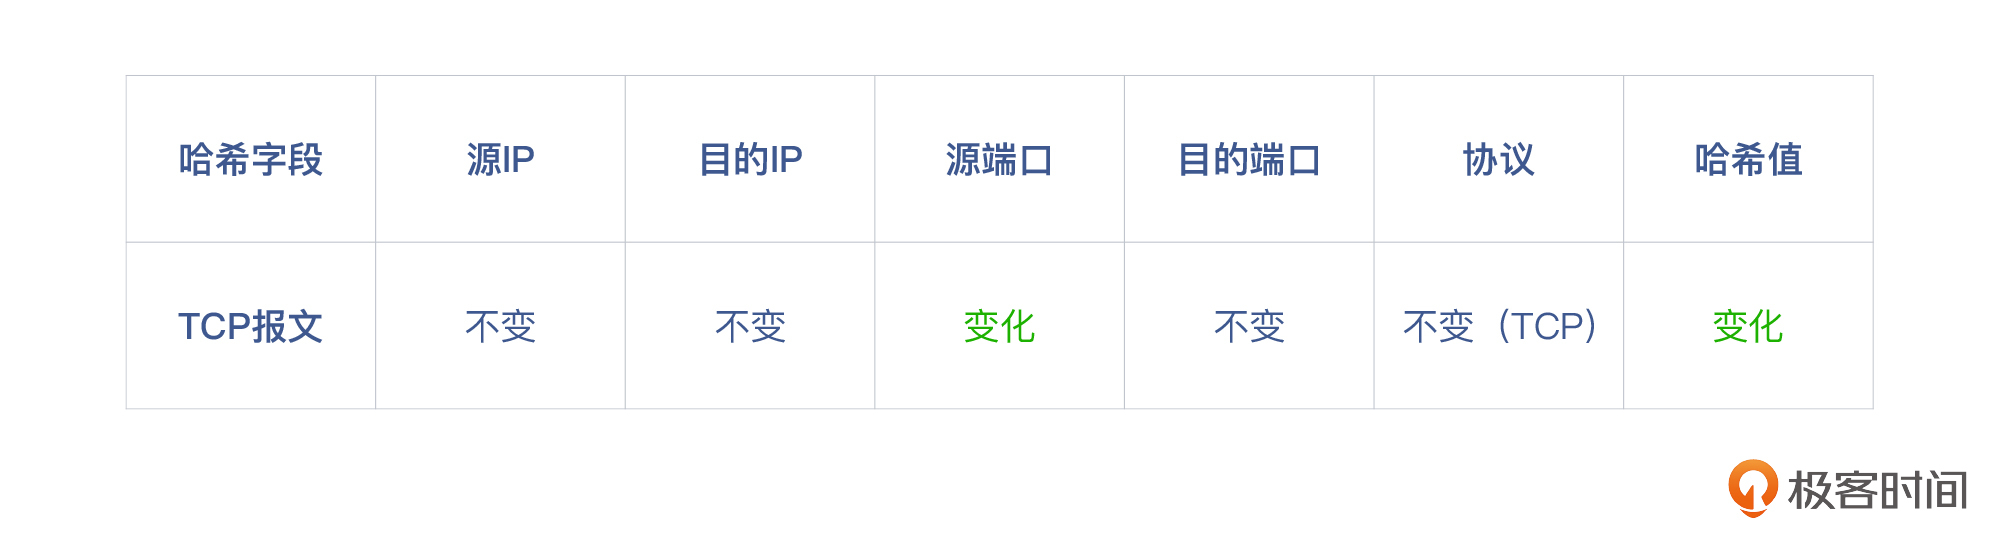 哈希字段 源IP 目的IP 源端口 目的端口 协议 哈希值
TCP报文 不变 不变 变化 不变 不变（TCP） 变化
极客时间